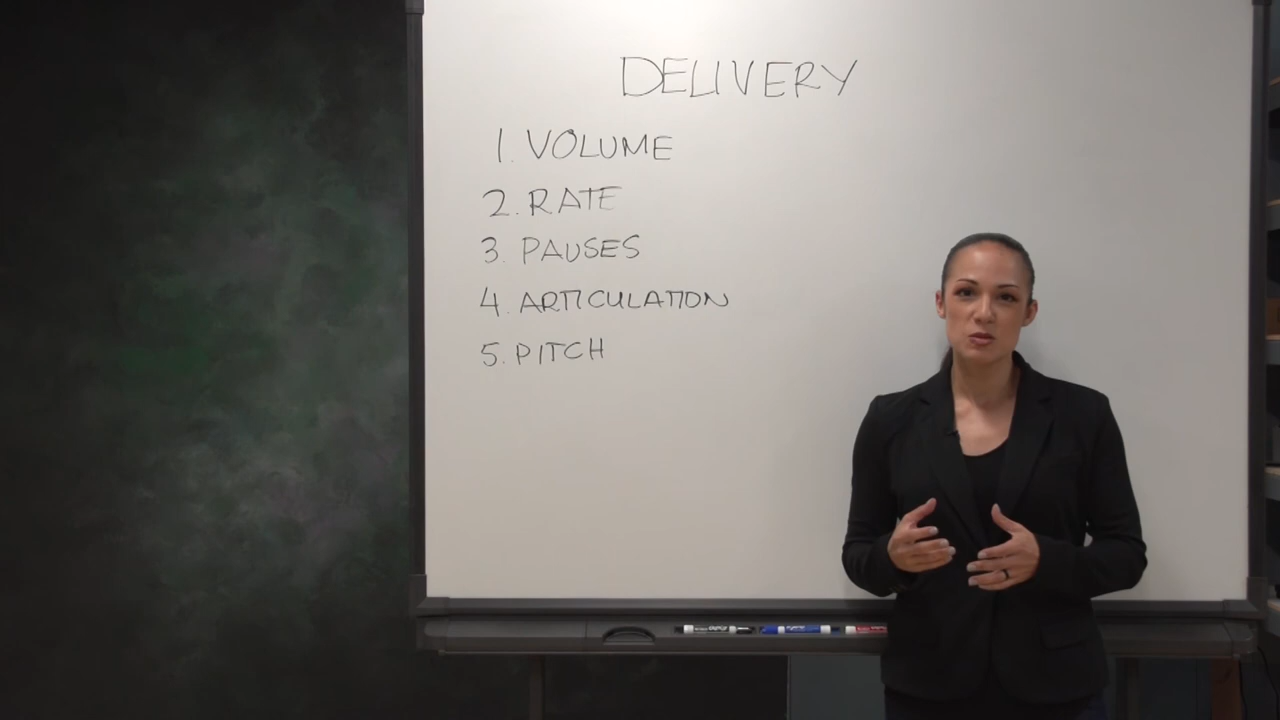 DELIVERY
1. VOLUME
2. RATE
3. PAUSES
4. ARTICULATION
5. PITCH